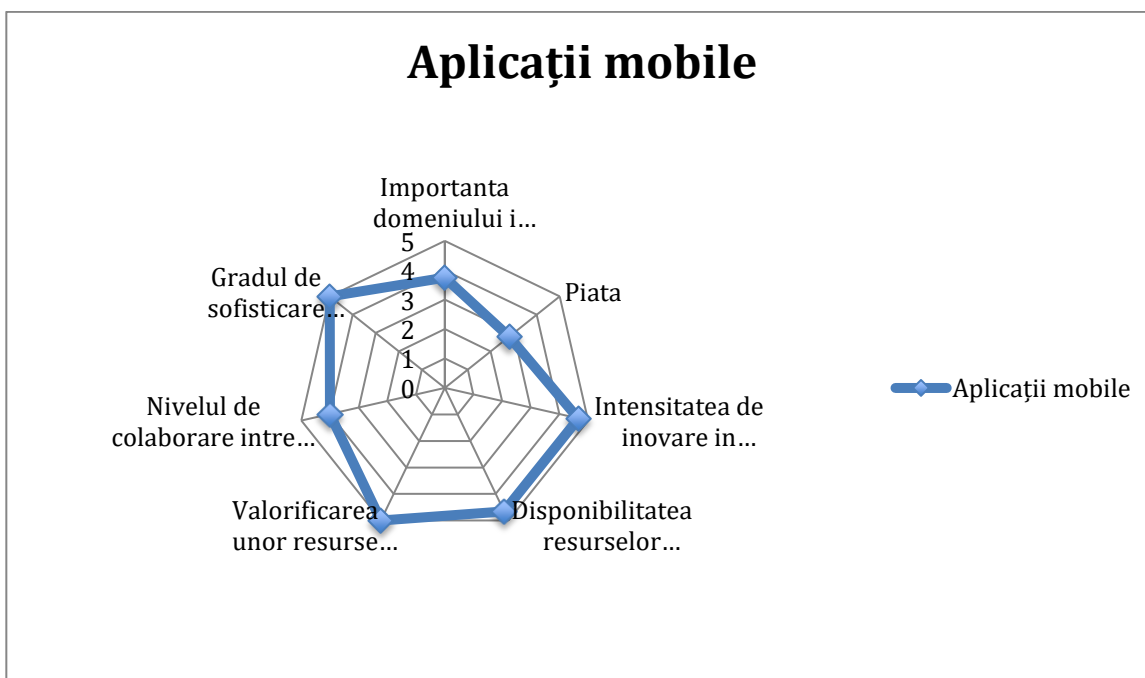 Aplicații mobile
Importanta
domeniului i...
Piata
Intensitatea de
inovare in...
Disponibilitatea
resurselor...
Valorificarea
unor resurse...
Nivelul de
colaborare intre...
Gradul de
sofisticare...
5
4
3
2
1
0
Aplicații mobile